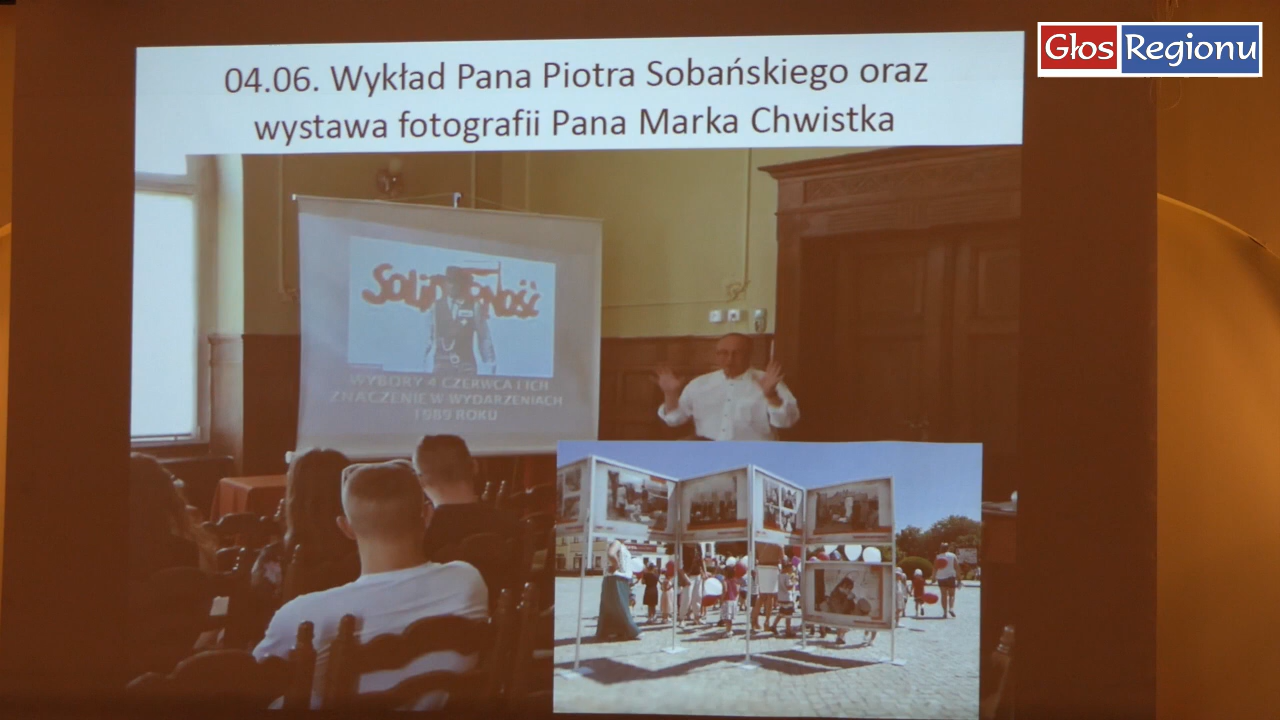 Głos Regionu
04.06. Wykład Pana Piotra Sobańskiego oraz
wystawa fotografii Pana Marka Chwistka
Solidarność
WYBORY 4 CZERWCA I ICH
ZNACZENIE W WYDARZENIACH
1989 ROKU